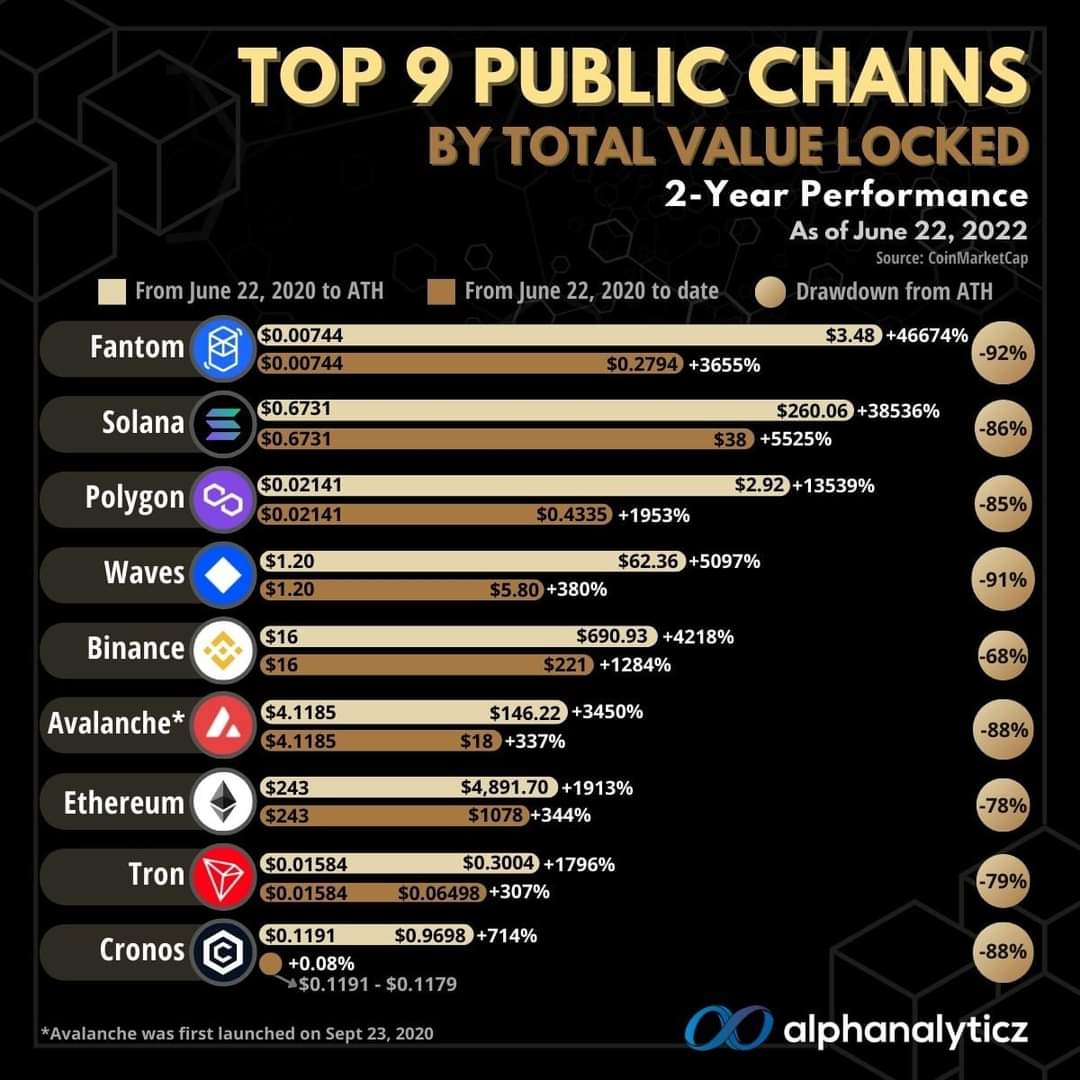 TOP 9 PUBLIC CHAINS
BY TOTAL VALUE LOCKED
2-Year Performance
As of June 22, 2022
Source: CoinMarketCap
From June 22, 2020 to ATH From June 22, 2020 to date Drawdown from ATH
Fantom
$0.00744 $3.48 +46674%
$0.00744 $0.2794 +3655%
-92%
Solana
$0.6731 $260.06 +38536%
$0.6731 $38 +5525%
-86%
Polygon
$0.02141 $2.92 +13539%
$0.02141 $0.4335 +1953%
-85%
Waves
$1.20 $62.36 +5097%
$1.20 $5.80 +380%
-91%
Binance
$16 $690.93 +4218%
$16 $221 +1284%
-68%
Avalanche*
$4.1185 $146.22 +3450%
$4.1185 $18 +337%
-88%
Ethereum
$243 $4,891.70 +1913%
$243 $1078 +344%
-78%
Tron
$0.01584 $0.3004 +1796%
$0.01584 $0.06498 +307%
-79%
Cronos
$0.1191 $0.9698 +714%
+0.08%
$0.1191 - $0.1179
-88%
*Avalanche was first launched on Sept 23, 2020
alphanalyticz